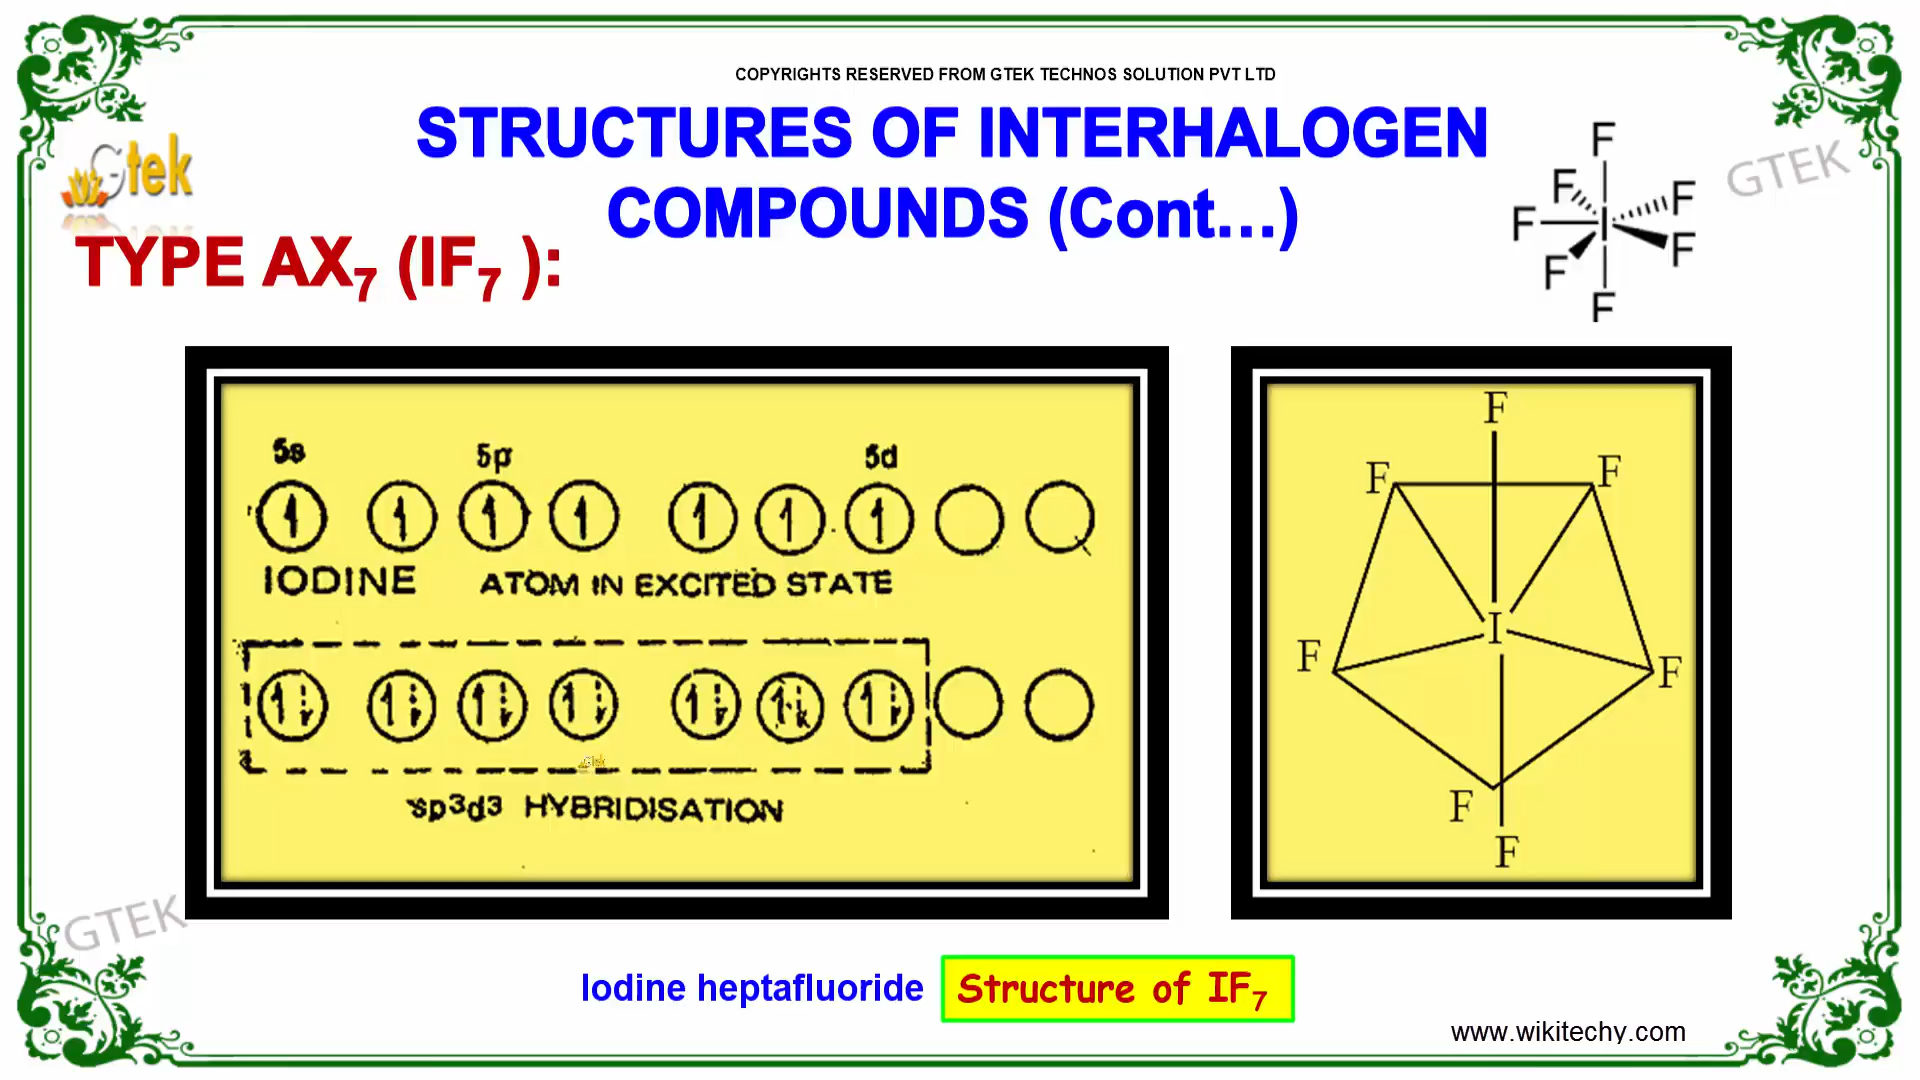 COPYRIGHTS RESERVED FROM GTEK TECHNOS SOLUTION PVT LTD
STRUCTURES OF INTERHALOGEN
COMPOUNDS (Cont...)
Gtek
GTEK
TYPE AX₇ (IF₇ ):
F
F F
F I F
F
F
F
5s 5p 5d
IODINE ATOM IN EXCITED STATE
sp³d³ HYBRIDISATION
F
F F
I
F F
F
F
GTEK
Iodine heptafluoride Structure of IF₇
www.wikitechy.com